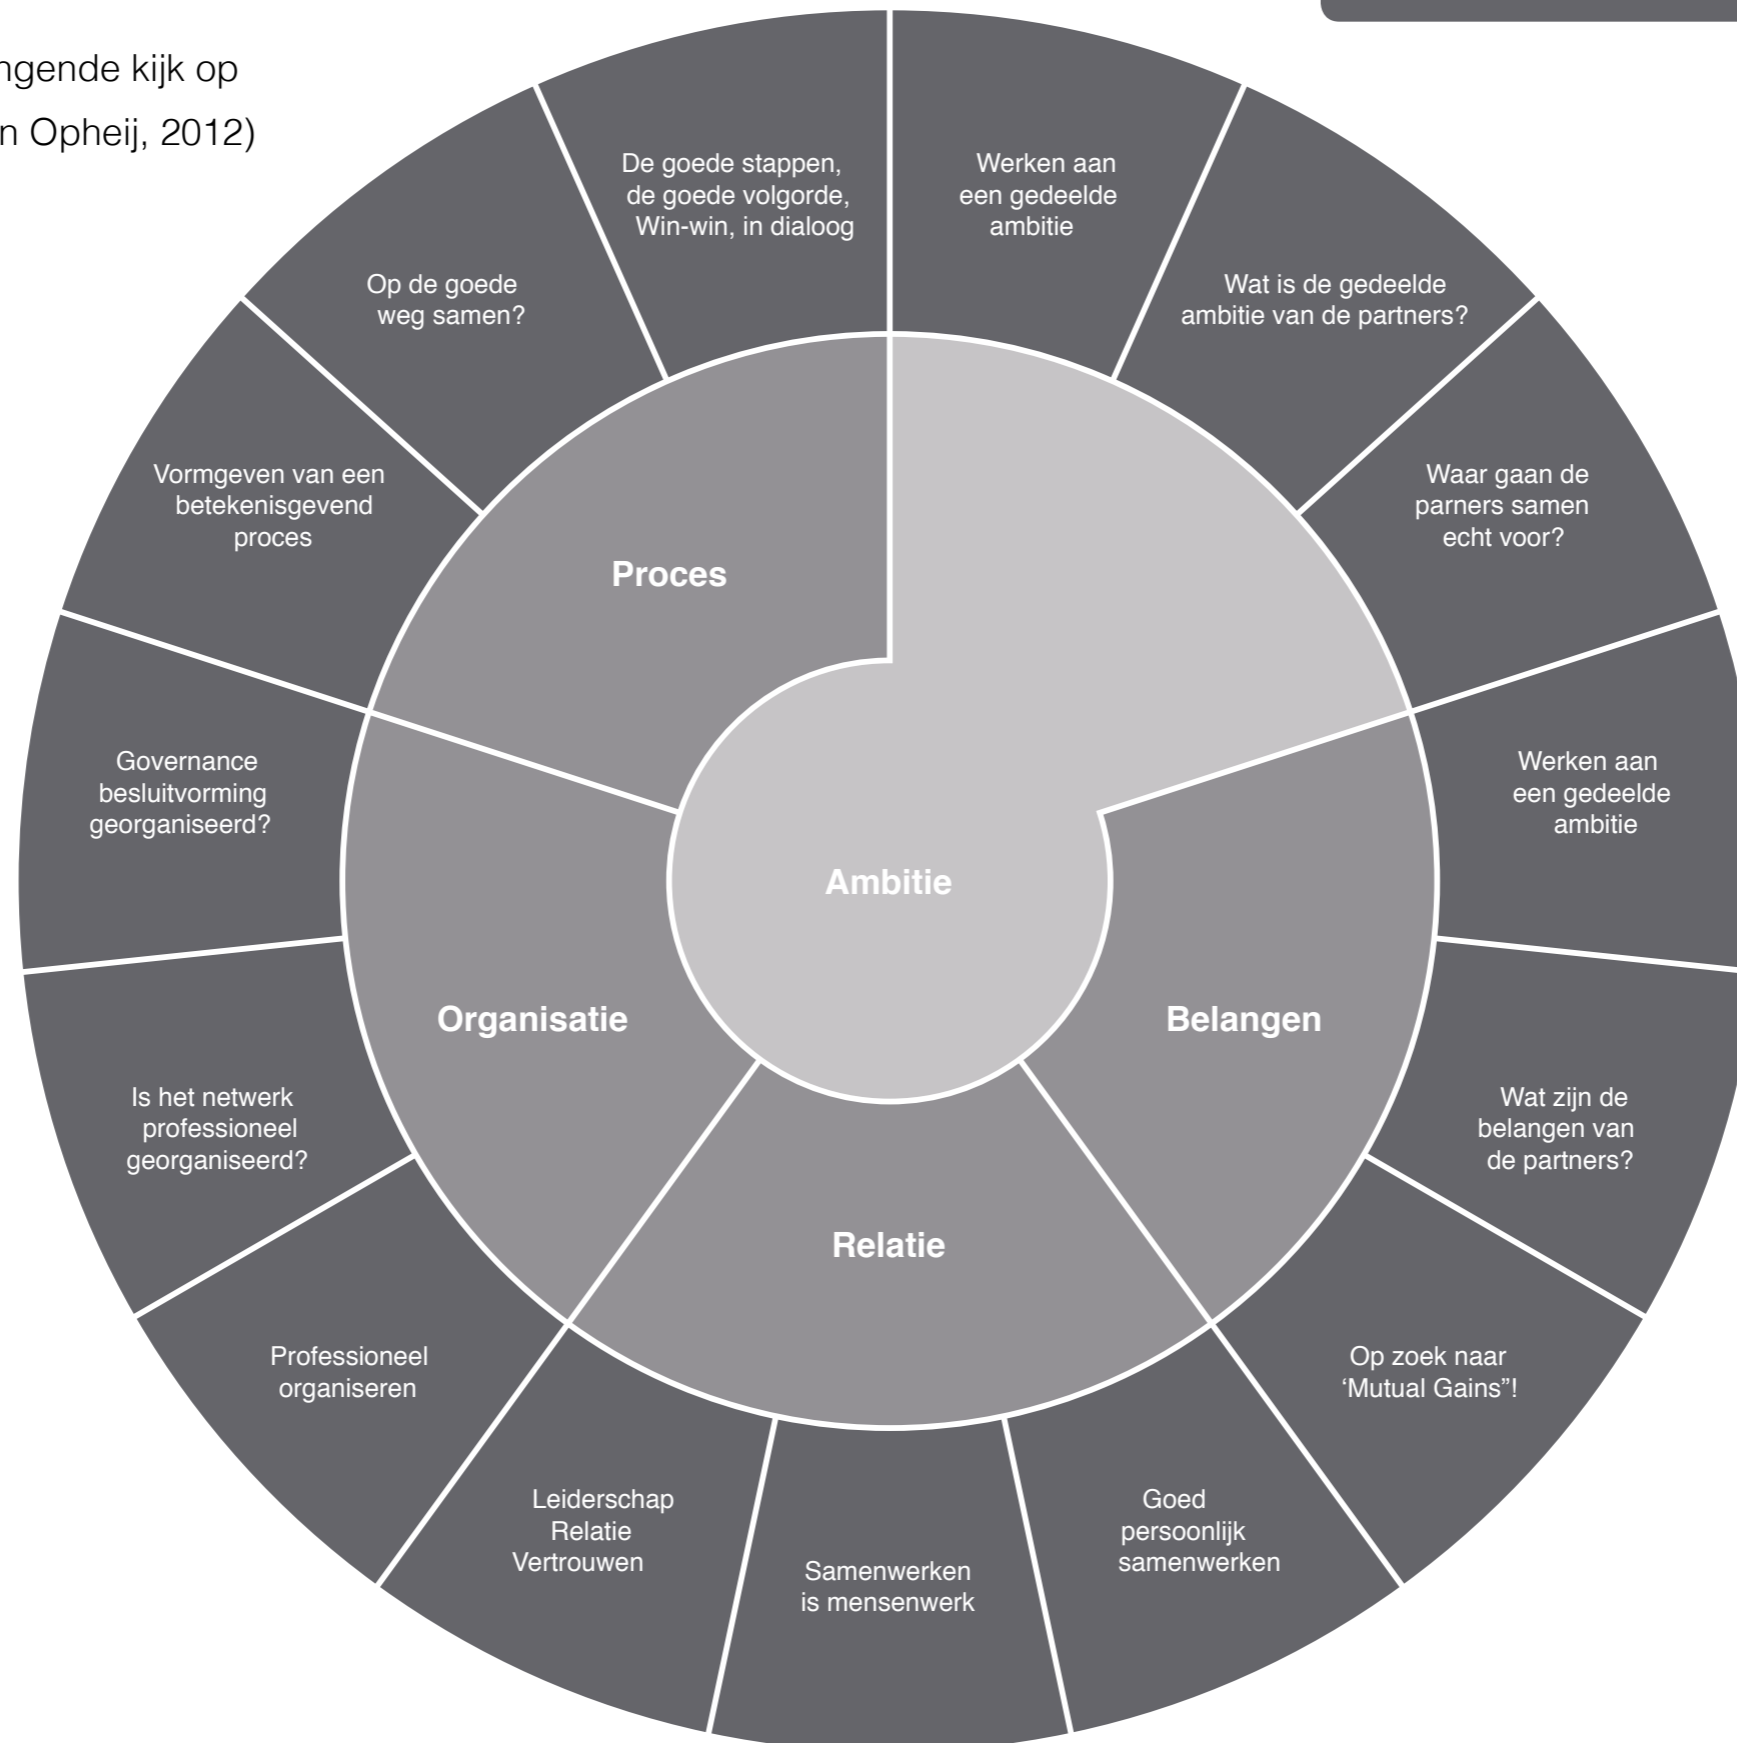 ngende kijk op
n Opheij, 2012)
De goede stappen,
de goede volgorde,
Win-win, in dialoog
Werken aan
een gedeelde
ambitie
Op de goede
weg samen?
Wat is de gedeelde
ambitie van de partners?
Vormgeven van een
betekenisgevend
proces
Waar gaan de
parners samen
echt voor?
Proces
Governance
besluitvorming
georganiseerd?
Werken aan
een gedeelde
ambitie
Ambitie
Organisatie
Belangen
Is het netwerk
professioneel
georganiseerd?
Wat zijn de
belangen van
de partners?
Relatie
Professioneel
organiseren
Op zoek naar
‘Mutual Gains”!
Leiderschap
Relatie
Vertrouwen
Samenwerken
is mensenwerk
Goed
persoonlijk
samenwerken